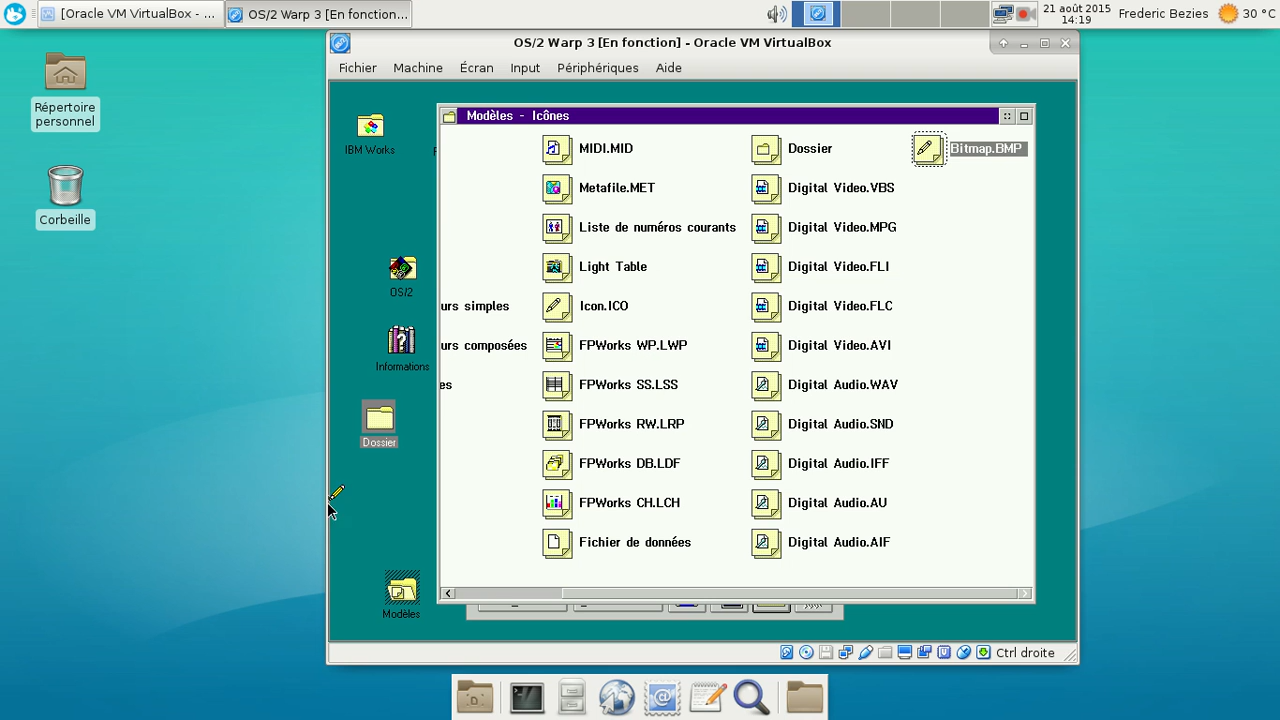 [Oracle VM VirtualBox - ...
OS/2 Warp 3 [En fonction...
21 août 2015
14:19
Frederic Bezies
30 °C
Répertoire
personnel
Corbeille
OS/2 Warp 3 [En fonction] - Oracle VM VirtualBox
Fichier Machine Écran Input Périphériques Aide
IBM Works
OS/2
Informations
Dossier
Modèles
Modèles - Icônes
urs simples
urs composées
es
MIDI.MID
Metafile.MET
Liste de numéros courants
Light Table
Icon.ICO
FPWorks WP.LWP
FPWorks SS.LSS
FPWorks RW.LRP
FPWorks DB.LDF
FPWorks CH.LCH
Fichier de données
Dossier
Digital Video.VBS
Digital Video.MPG
Digital Video.FLI
Digital Video.FLC
Digital Video.AVI
Digital Audio.WAV
Digital Audio.SND
Digital Audio.IFF
Digital Audio.AU
Digital Audio.AIF
Bitmap.BMP
Ctrl droite